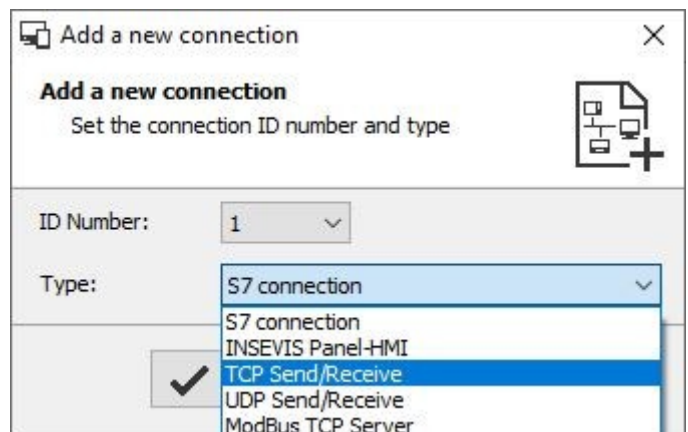 Add a new connection
Add a new connection
Set the connection ID number and type
ID Number:
1
Type:
S7 connection
S7 connection
INSEVIS Panel-HMI
TCP Send/Receive
UDP Send/Receive
ModBus TCP Server